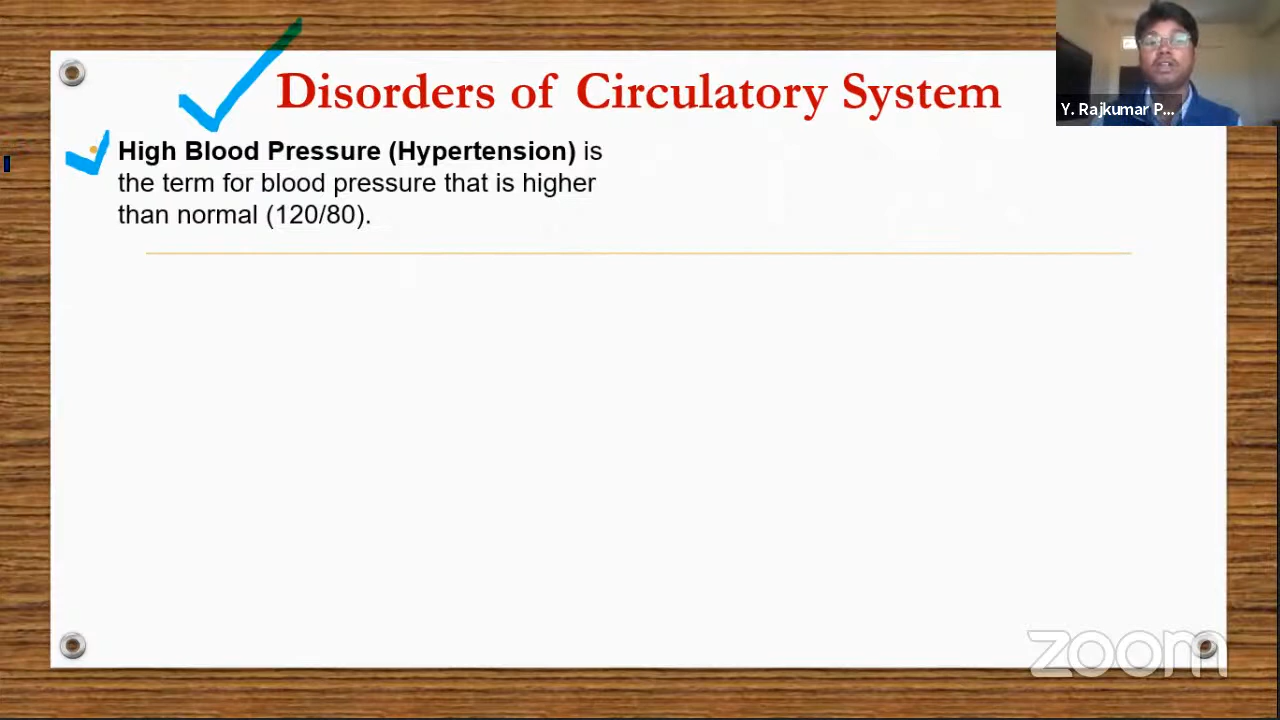 Disorders of Circulatory System
Y. Rajkumar P...
High Blood Pressure (Hypertension) is
the term for blood pressure that is higher
than normal (120/80).
zoom